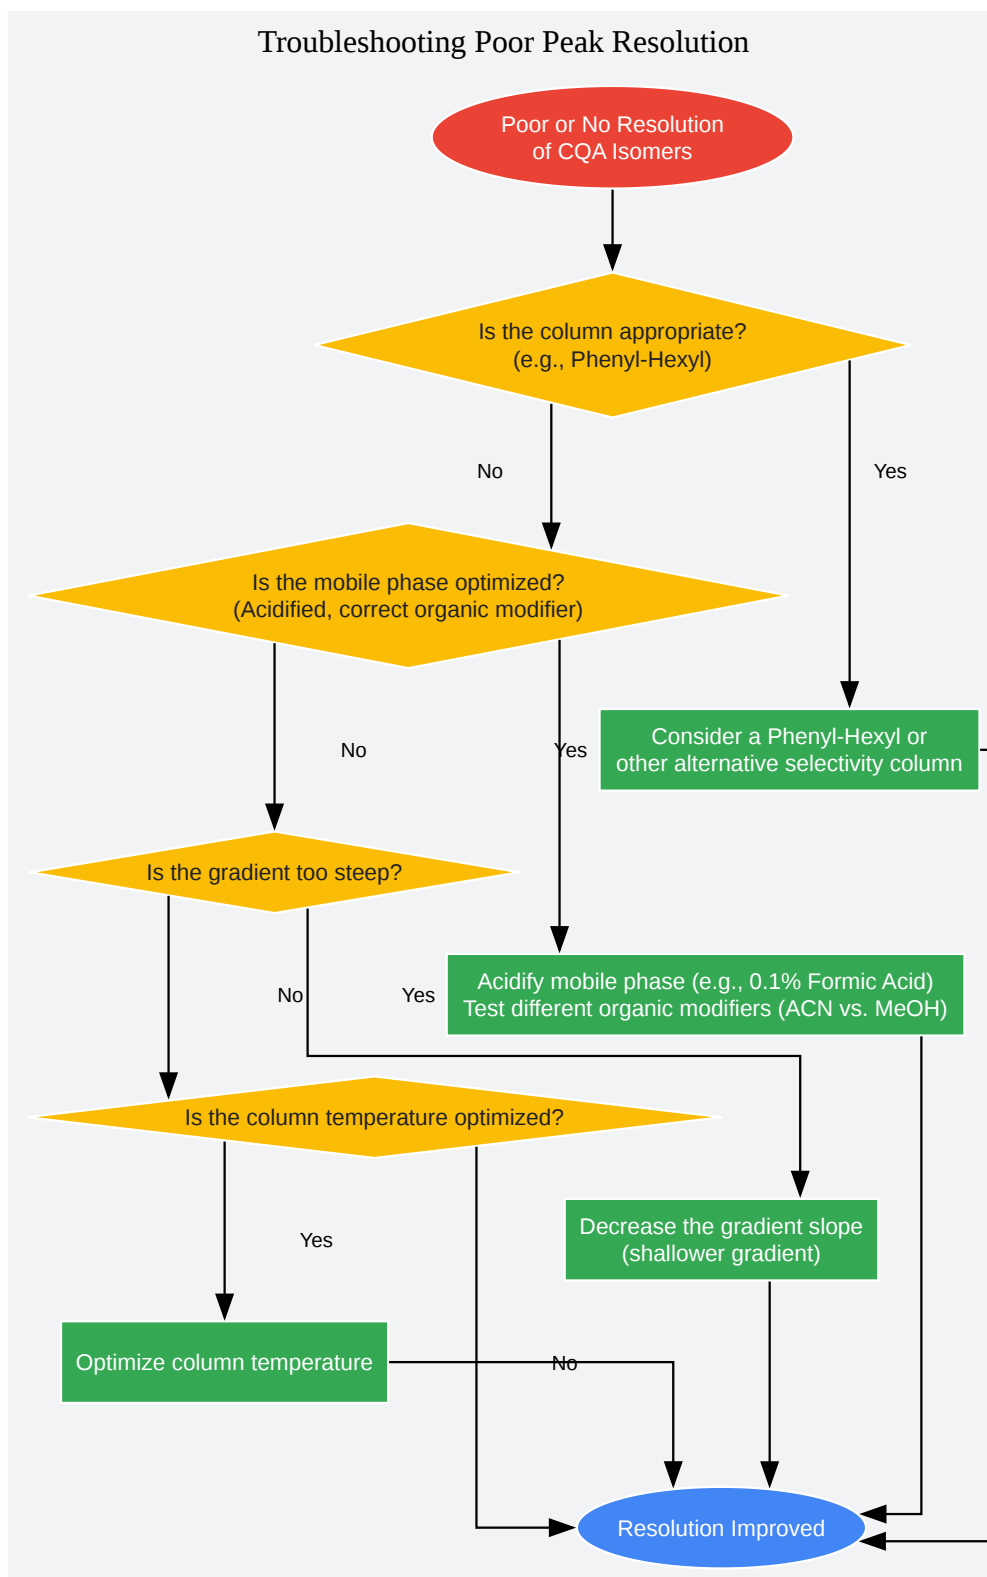 Troubleshooting Poor Peak Resolution
Poor or No Resolution
of CQA Isomers
Is the column appropriate?
(e.g., Phenyl-Hexyl)
No
Yes
Is the mobile phase optimized?
(Acidified, correct organic modifier)
No
Yes
Consider a Phenyl-Hexyl or
other alternative selectivity column
Is the gradient too steep?
No
Yes
Acidify mobile phase (e.g., 0.1% Formic Acid)
Test different organic modifiers (ACN vs. MeOH)
Is the column temperature optimized?
Yes
Decrease the gradient slope
(shallower gradient)
Optimize column temperature
No
Resolution Improved